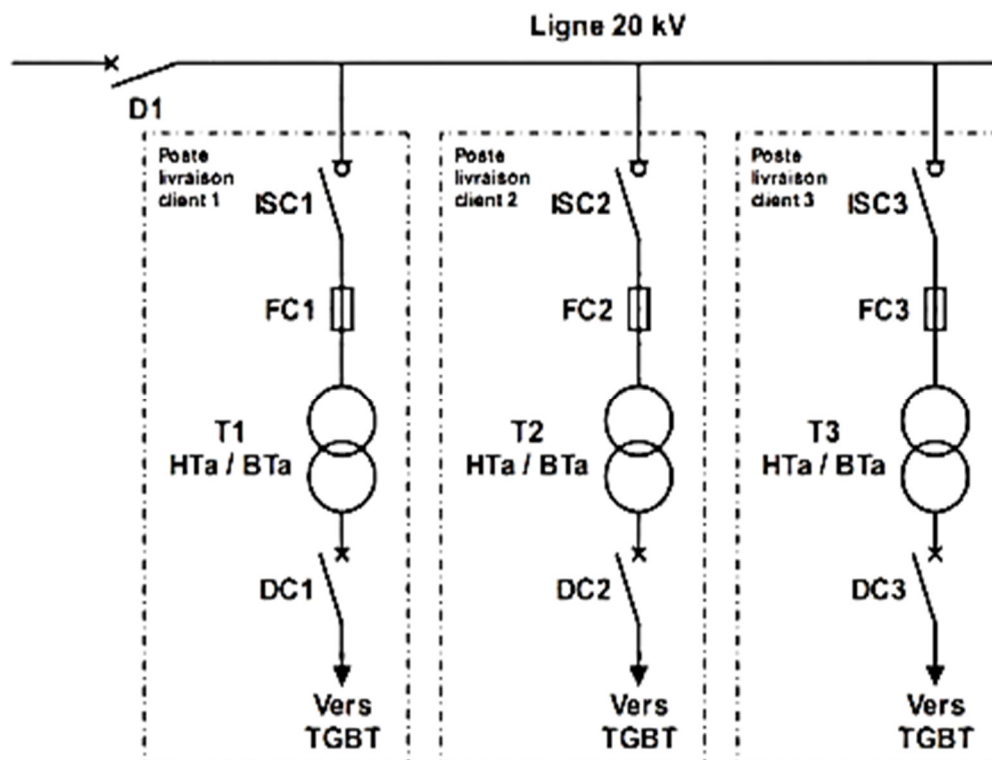 Ligne 20 kV
D1
Poste
livraison
client 1
ISC1
FC1
T1
HTa / BTa
DC1
Vers
TGBT
Poste
livraison
client 2
ISC2
FC2
T2
HTa / BTa
DC2
Vers
TGBT
Poste
livraison
client 3
ISC3
FC3
T3
HTa / BTa
DC3
Vers
TGBT